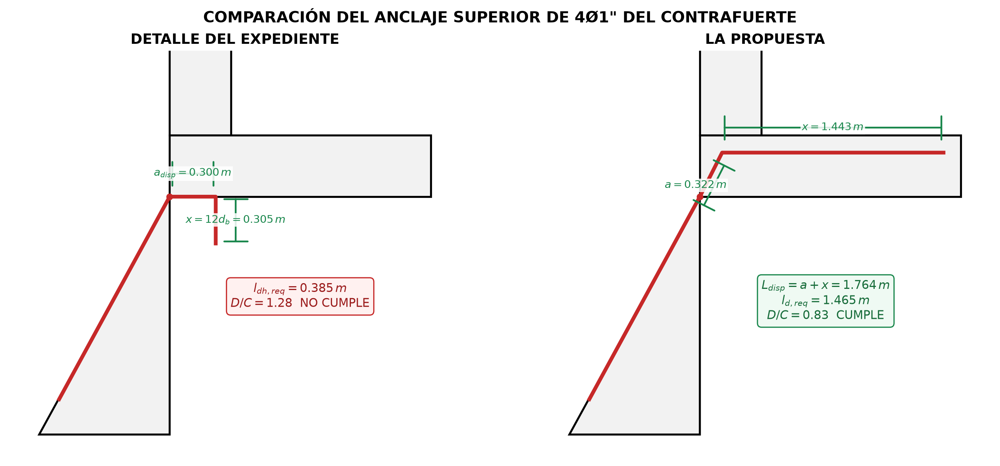 COMPARACIÓN DEL ANCLAJE SUPERIOR DE 4Ø1" DEL CONTRAFUERTE
DETALLE DEL EXPEDIENTE
a_disp = 0.300 m
x = 12d_b = 0.305 m
l_dh, req = 0.385 m
D/C = 1.28 NO CUMPLE
LA PROPUESTA
x = 1.443 m
a = 0.322 m
L_disp = a + x = 1.764 m
l_d, req = 1.465 m
D/C = 0.83 CUMPLE